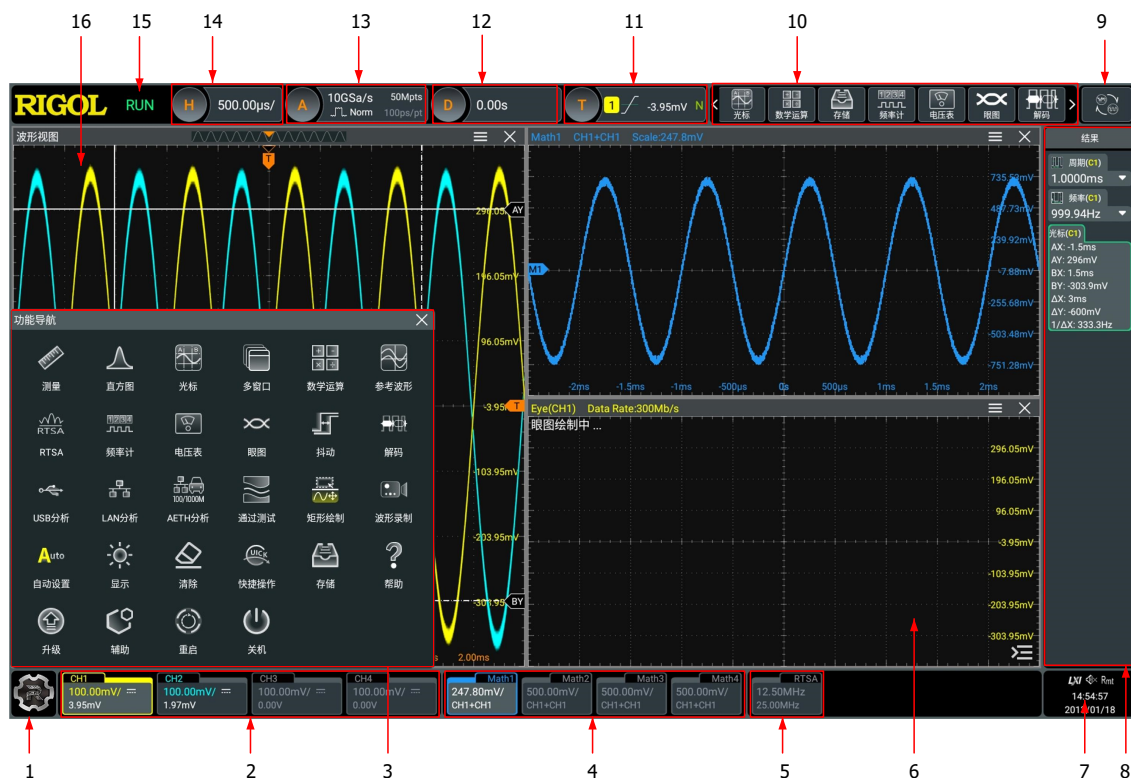 16 15 14 13 12 11 10 9
RIGOL RUN H 500.00μs/ A 10GSa/s 50Mpts
Norm 100ps/pt
D 0.00s T 1 -3.95mV N
光标 数学运算 存储 频率计 电压表 眼图 解码
波形视图
T
296.05 AY
196.05mV
96.05mV
-3.95 T
-103.95mV
-203.95mV
-303.95 BY
2.00ms
Math1 CH1+CH1 Scale:247.8mV
735.53mV
487.73mV
239.92mV
M1 -7.88mV
-255.68mV
-503.48mV
-751.28mV
-2ms -1.5ms -1ms -500μs 0s 500μs 1ms 1.5ms 2ms
Eye(CH1) Data Rate:300Mb/s
眼图绘制中 ...
296.05mV
196.05mV
96.05mV
-3.95mV
-103.95mV
-203.95mV
-303.95mV
结果
周期(C1)
1.0000ms
频率(C1)
999.94Hz
光标(C1)
AX: -1.5ms
AY: 296mV
BX: 1.5ms
BY: -303.9mV
ΔX: 3ms
ΔY: -600mV
1/ΔX: 333.3Hz
功能导航
测量 直方图 光标 多窗口 数学运算 参考波形
RTSA 频率计 电压表 眼图 抖动 解码
100/1000M
USB分析 LAN分析 AETH分析 通过测试 矩形绘制 波形录制
Auto UICK ?
自动设置 显示 清除 快捷操作 存储 帮助
升级 辅助 重启 关机
CH1
100.00mV/
3.95mV
CH2
100.00mV/
1.97mV
CH3
100.00mV/
0.00V
CH4
100.00mV/
0.00V
Math1
247.80mV/
CH1+CH1
Math2
500.00mV/
CH1+CH1
Math3
500.00mV/
CH1+CH1
Math4
500.00mV/
CH1+CH1
RTSA
12.50MHz
25.00MHz
LXI Rmt
14:54:57
2013/01/18
1 2 3 4 5 6 7 8